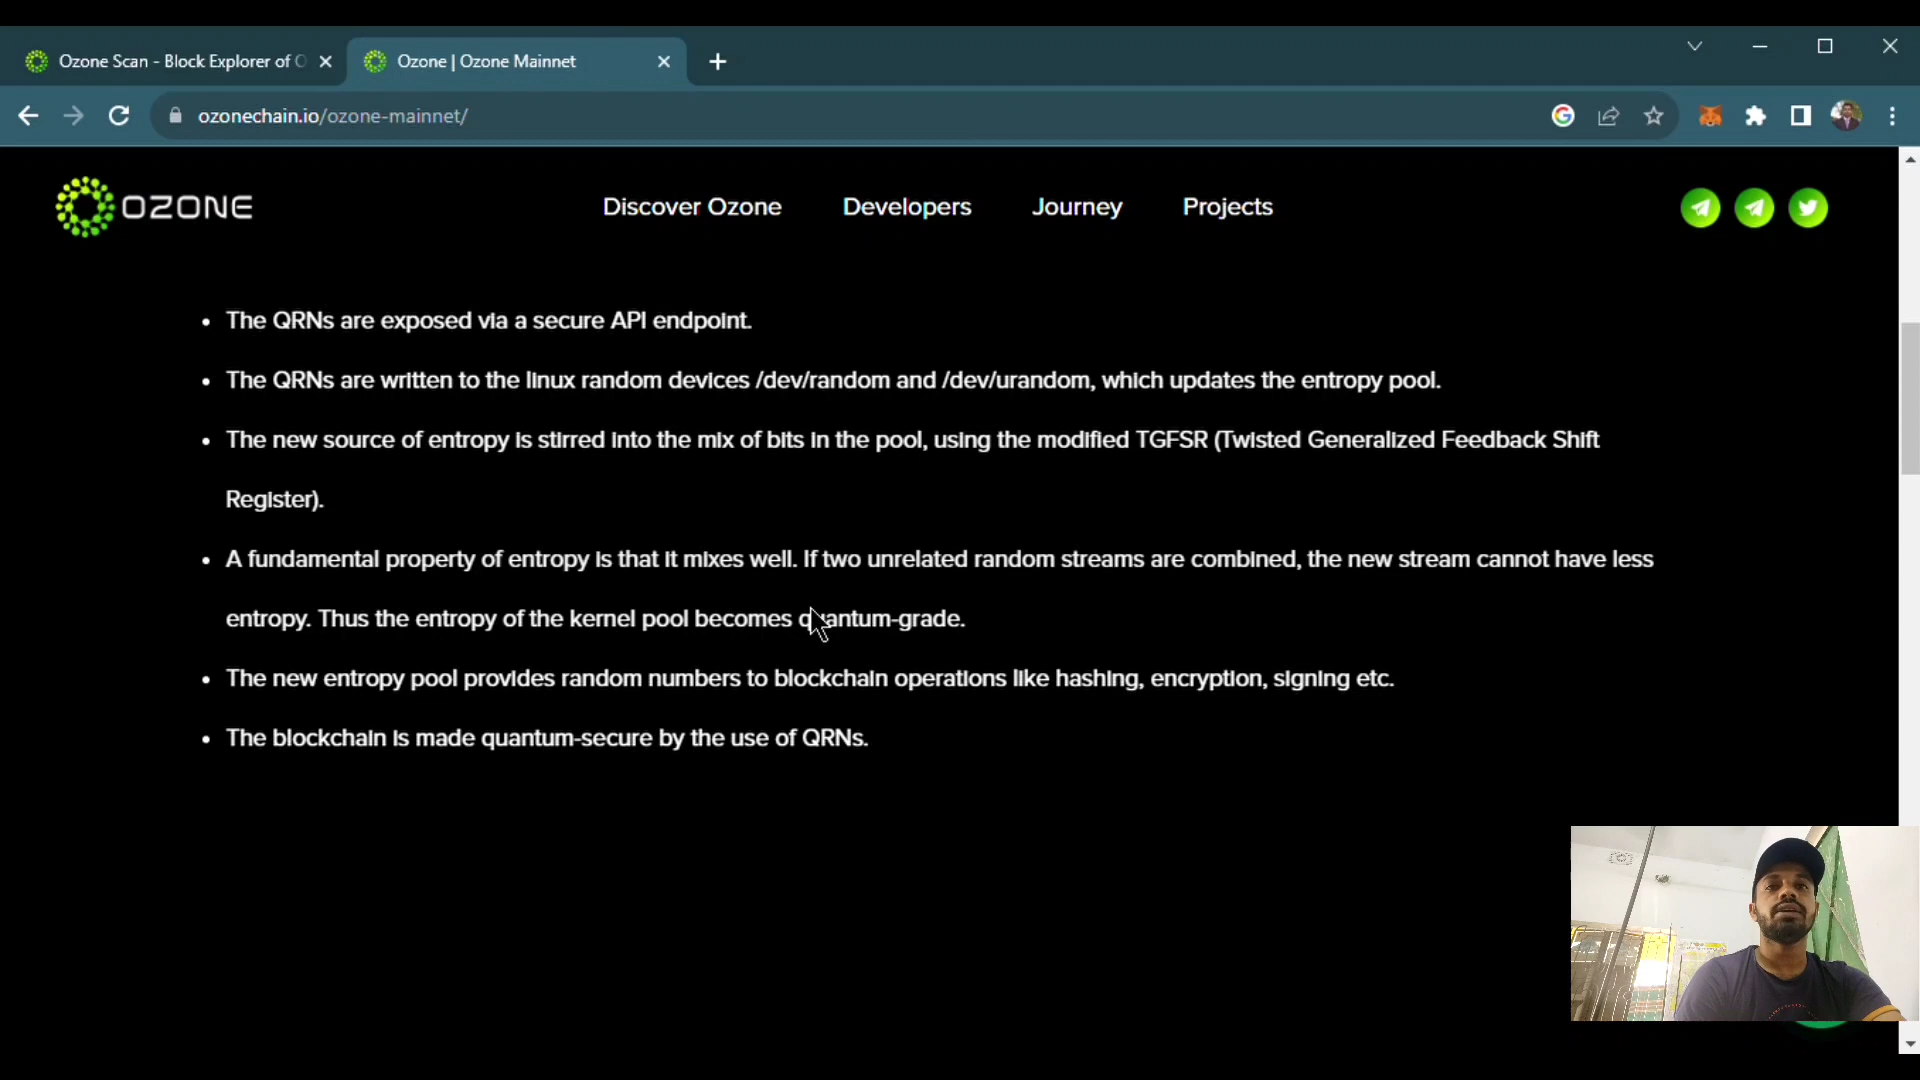 Ozone Scan - Block Explorer of O
Ozone | Ozone Mainnet
ozonechain.io/ozone-mainnet/
OZONE
Discover Ozone
Developers
Journey
Projects
• The QRNs are exposed via a secure API endpoint.
• The QRNs are written to the linux random devices /dev/random and /dev/urandom, which updates the entropy pool.
• The new source of entropy is stirred into the mix of bits in the pool, using the modified TGFSR (Twisted Generalized Feedback Shift
Register).
• A fundamental property of entropy is that it mixes well. If two unrelated random streams are combined, the new stream cannot have less
entropy. Thus the entropy of the kernel pool becomes quantum-grade.
• The new entropy pool provides random numbers to blockchain operations like hashing, encryption, signing etc.
• The blockchain is made quantum-secure by the use of QRNs.